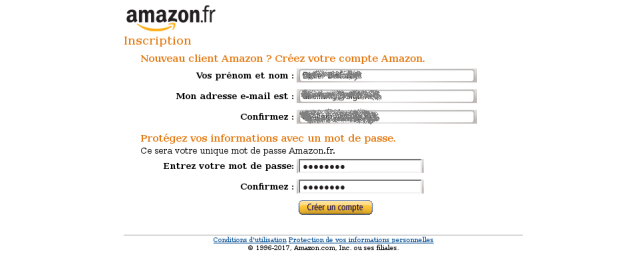 amazon.fr
Inscription
Nouveau client Amazon ? Créez votre compte Amazon.
Vos prénom et nom :
Mon adresse e-mail est :
Confirmez :
Protégez vos informations avec un mot de passe.
Ce sera votre unique mot de passe Amazon.fr.
Entrez votre mot de passe: ●●●●●●●●
Confirmez : ●●●●●●●●
Créer un compte
Conditions d'utilisation Protection de vos informations personnelles
© 1996-2017, Amazon.com, Inc. ou ses filiales.